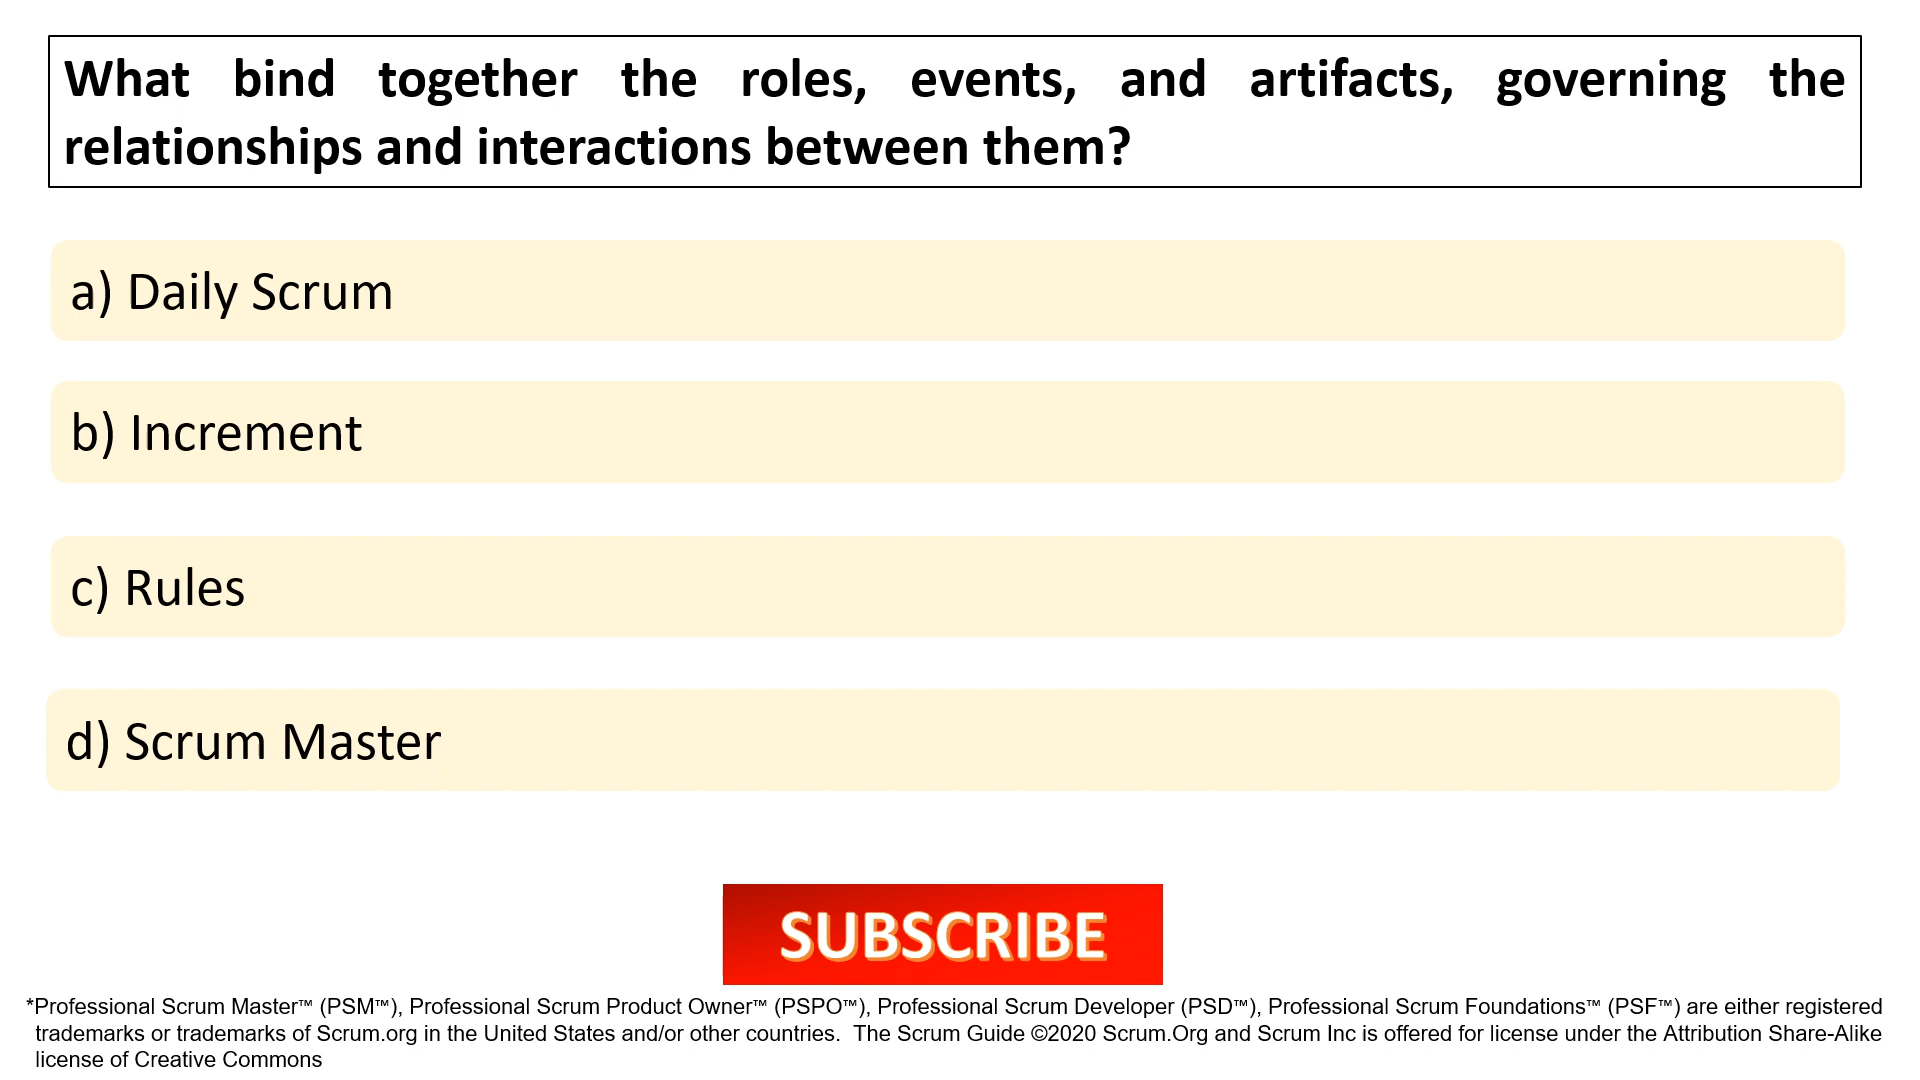 What bind together the roles, events, and artifacts, governing the
relationships and interactions between them?
a) Daily Scrum
b) Increment
c) Rules
d) Scrum Master
SUBSCRIBE
*Professional Scrum Master™ (PSM™), Professional Scrum Product Owner™ (PSPO™), Professional Scrum Developer (PSD™), Professional Scrum Foundations™ (PSF™) are either registered
trademarks or trademarks of Scrum.org in the United States and/or other countries. The Scrum Guide ©2020 Scrum.Org and Scrum Inc is offered for license under the Attribution Share-Alike
license of Creative Commons